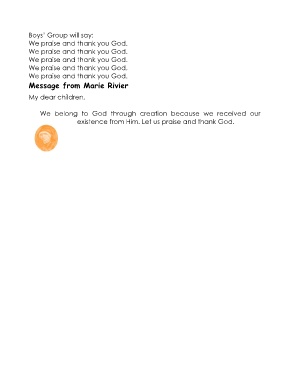 Boys' Group will say:
We praise and thank you God.
We praise and thank you God.
We praise and thank you God.
We praise and thank you God.
We praise and thank you God.
Message from Marie Rivier
My dear children,
We belong to God through creation because we received our
existence from Him. Let us praise and thank God.